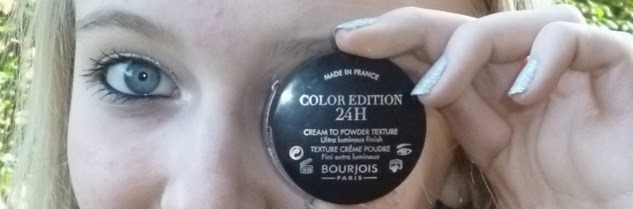 MADE IN FRANCE
COLOR EDITION
24H
CREAM TO POWDER TEXTURE
Ultra luminous finish
TEXTURE CRÈME POUDRE
Fini extra lumineux
BOURJOIS
PARIS